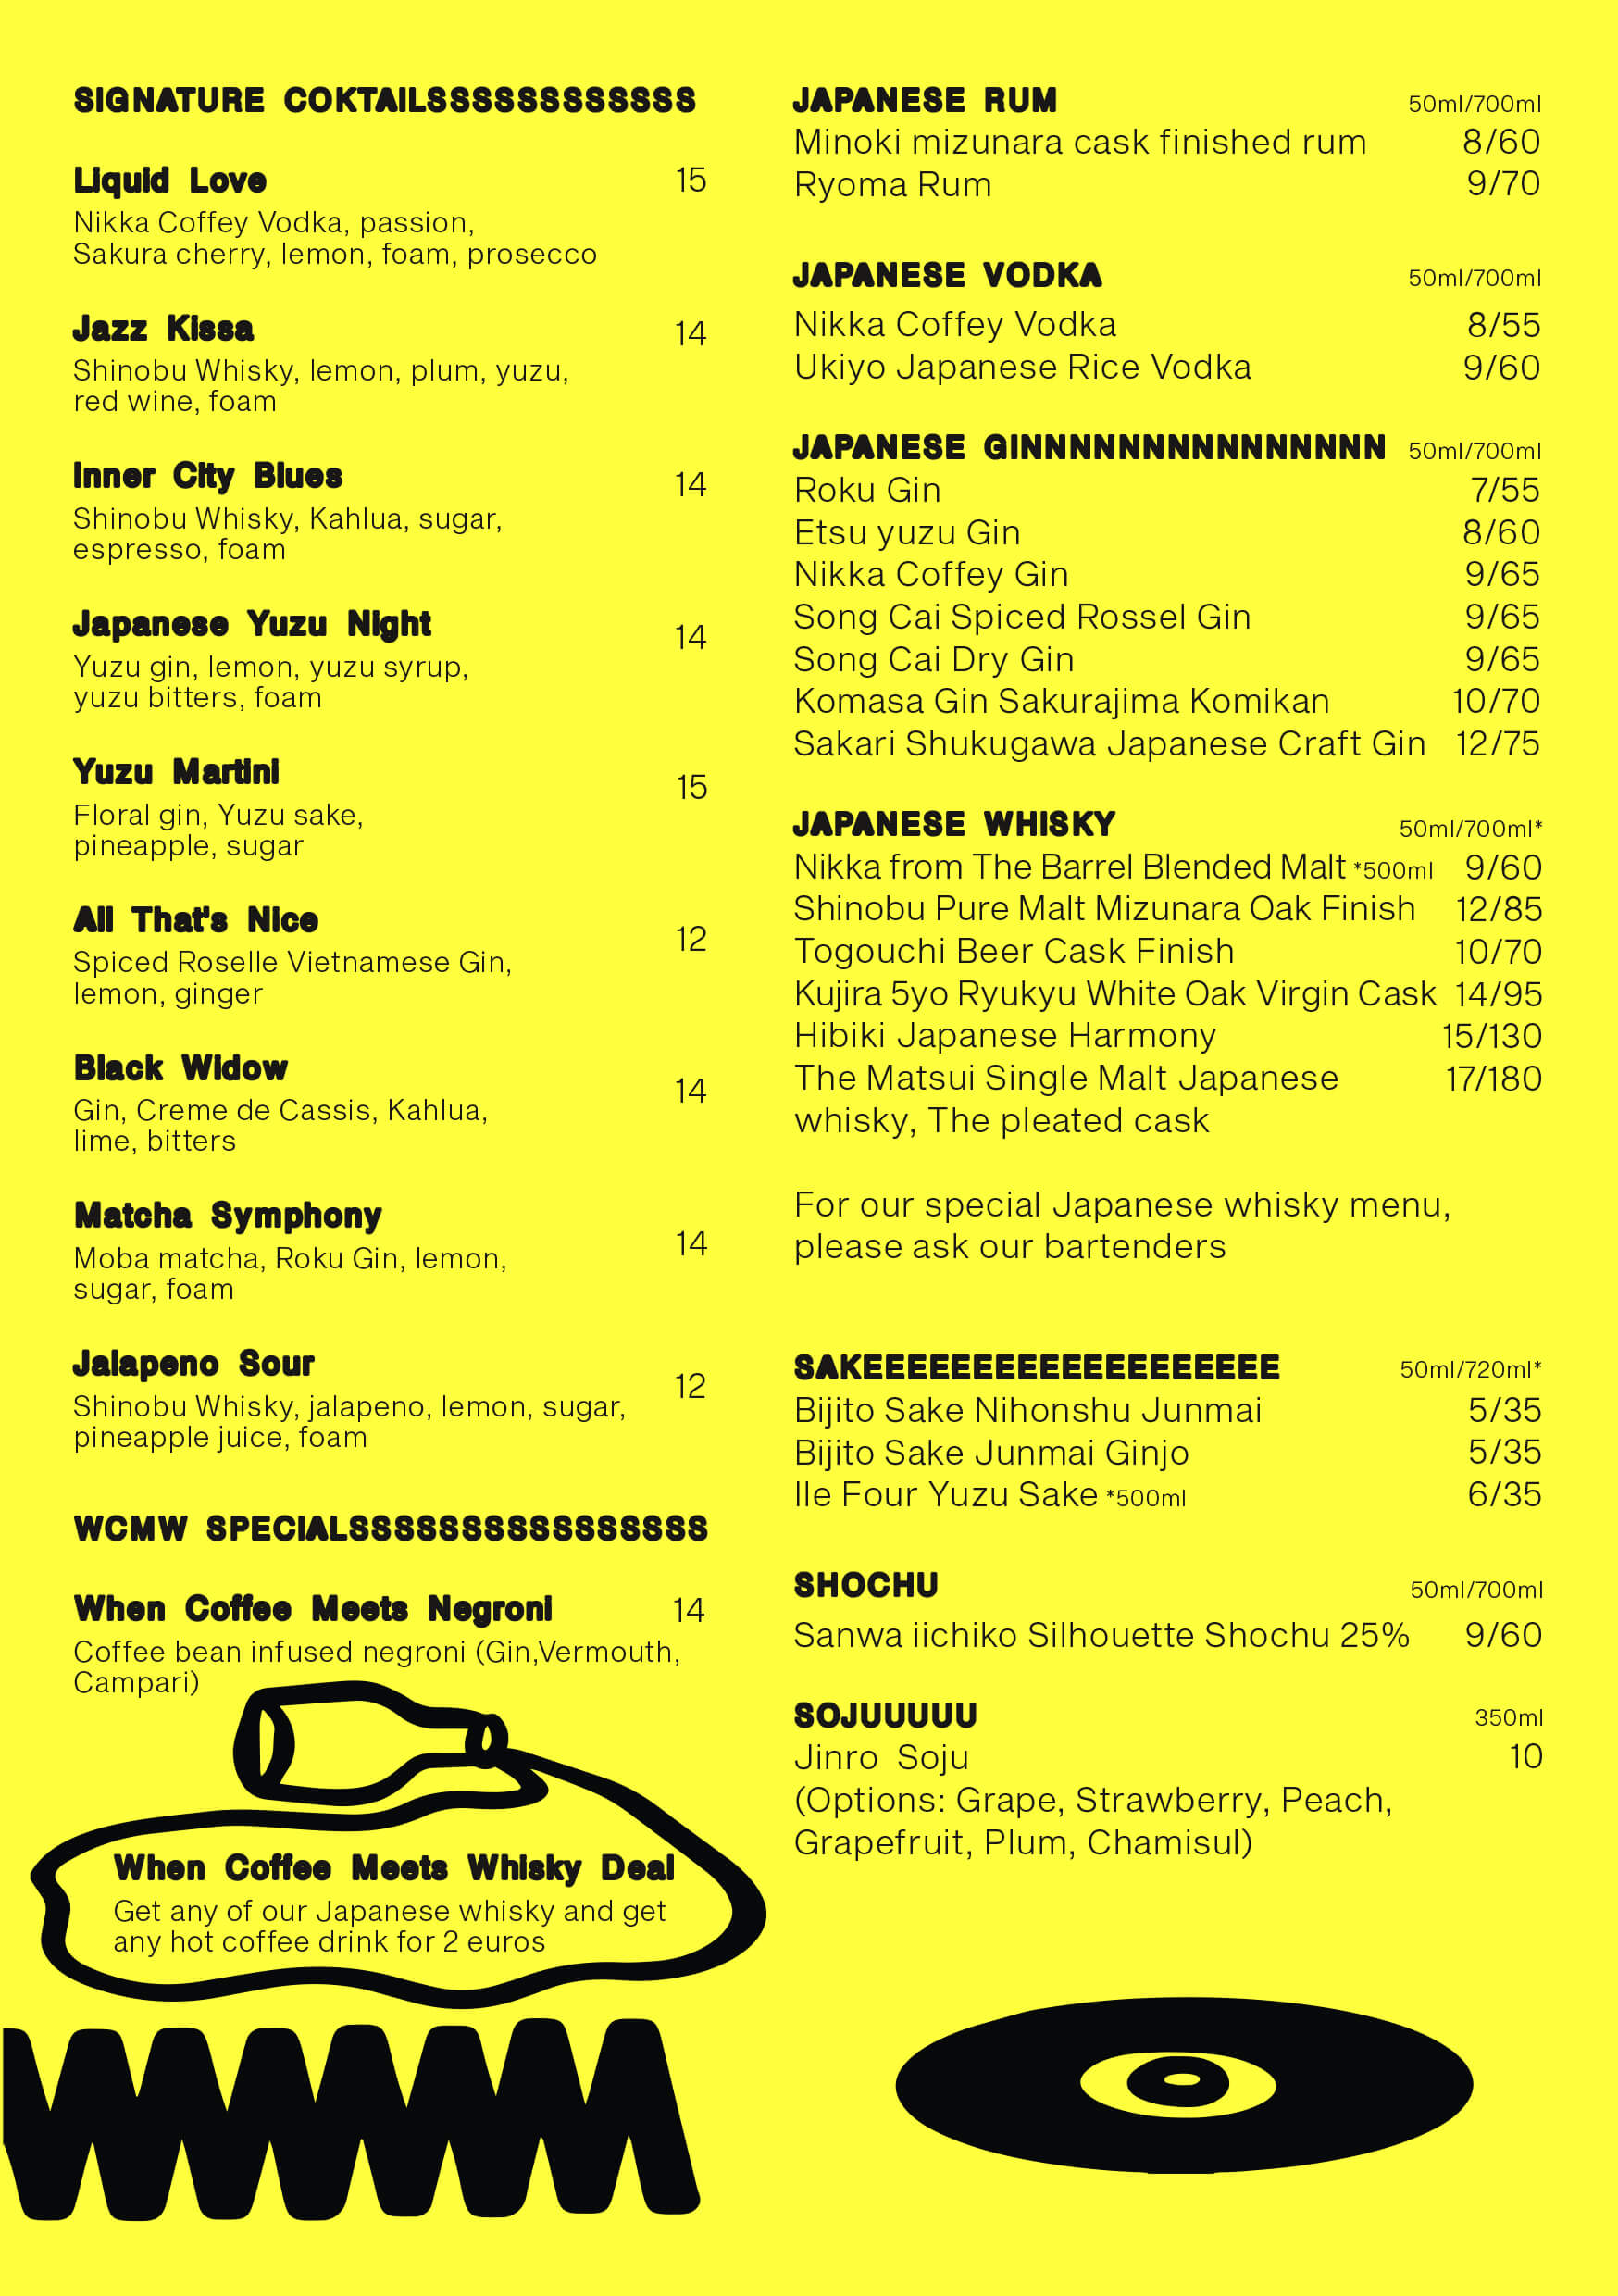 SIGNATURE COKTAILSSSSSSSSSSSS
Liquid Love 15
Nikka Coffey Vodka, passion,
Sakura cherry, lemon, foam, prosecco
Jazz Kissa 14
Shinobu Whisky, lemon, plum, yuzu,
red wine, foam
Inner City Blues 14
Shinobu Whisky, Kahlua, sugar,
espresso, foam
Japanese Yuzu Night 14
Yuzu gin, lemon, yuzu syrup,
yuzu bitters, foam
Yuzu Martini 15
Floral gin, Yuzu sake,
pineapple, sugar
All That's Nice 12
Spiced Roselle Vietnamese Gin,
lemon, ginger
Black Widow 14
Gin, Creme de Cassis, Kahlua,
lime, bitters
Matcha Symphony 14
Moba matcha, Roku Gin, lemon,
sugar, foam
Jalapeno Sour 12
Shinobu Whisky, jalapeno, lemon, sugar,
pineapple juice, foam
WCMW SPECIALSSSSSSSSSSSSSSSS
When Coffee Meets Negroni 14
Coffee bean infused negroni (Gin,Vermouth,
Campari)
When Coffee Meets Whisky Deal
Get any of our Japanese whisky and get
any hot coffee drink for 2 euros
JAPANESE RUM 50ml/700ml
Minoki mizunara cask finished rum 8/60
Ryoma Rum 9/70
JAPANESE VODKA 50ml/700ml
Nikka Coffey Vodka 8/55
Ukiyo Japanese Rice Vodka 9/60
JAPANESE GINNNNNNNNNNNNNNN 50ml/700ml
Roku Gin 7/55
Etsu yuzu Gin 8/60
Nikka Coffey Gin 9/65
Song Cai Spiced Rossel Gin 9/65
Song Cai Dry Gin 9/65
Komasa Gin Sakurajima Komikan 10/70
Sakari Shukugawa Japanese Craft Gin 12/75
JAPANESE WHISKY 50ml/700ml*
Nikka from The Barrel Blended Malt *500ml 9/60
Shinobu Pure Malt Mizunara Oak Finish 12/85
Togouchi Beer Cask Finish 10/70
Kujira 5yo Ryukyu White Oak Virgin Cask 14/95
Hibiki Japanese Harmony 15/130
The Matsui Single Malt Japanese 17/180
whisky, The pleated cask
For our special Japanese whisky menu,
please ask our bartenders
SAKEEEEEEEEEEEEEEEEEEE 50ml/720ml*
Bijito Sake Nihonshu Junmai 5/35
Bijito Sake Junmai Ginjo 5/35
Ile Four Yuzu Sake *500ml 6/35
SHOCHU 50ml/700ml
Sanwa iichiko Silhouette Shochu 25% 9/60
SOJUUUUU 350ml
Jinro Soju 10
(Options: Grape, Strawberry, Peach,
Grapefruit, Plum, Chamisul)